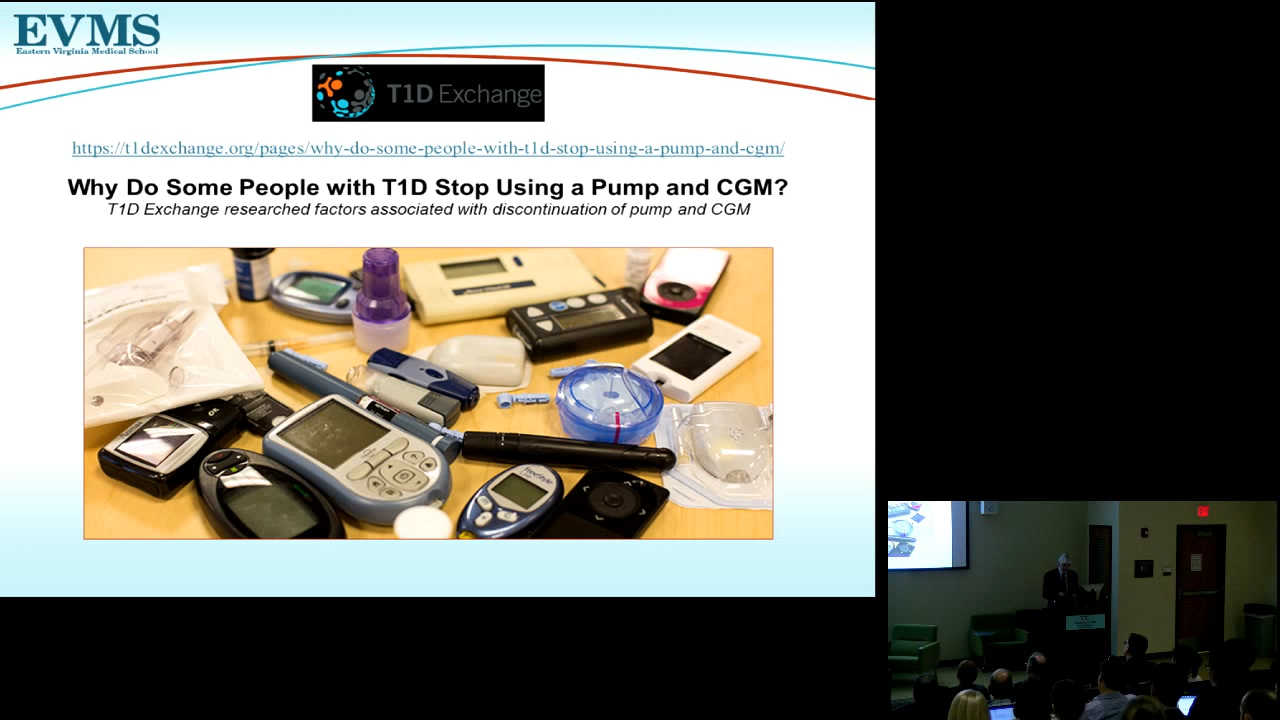 EVMS
Eastern Virginia Medical School
T1D Exchange
https://t1dexchange.org/pages/why-do-some-people-with-t1d-stop-using-a-pump-and-cgm/
Why Do Some People with T1D Stop Using a Pump and CGM?
T1D Exchange researched factors associated with discontinuation of pump and CGM
OK
FreeStyle